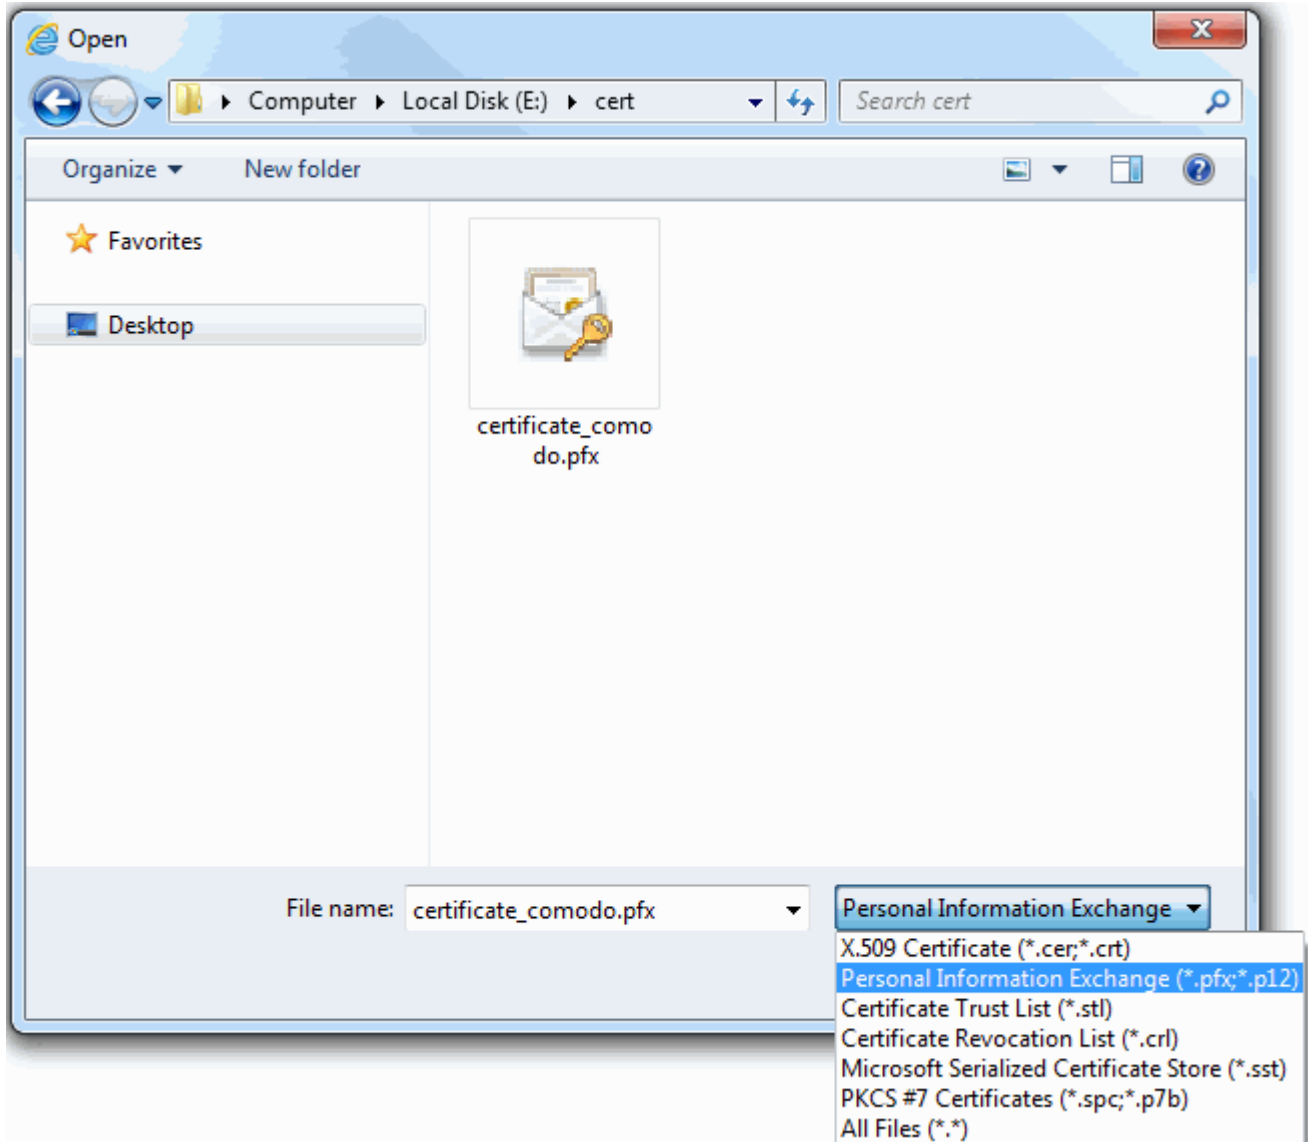 Open
Computer Local Disk (E:) cert
Search cert
Organize New folder
Favorites
Desktop
certificate_como
do.pfx
File name: certificate_comodo.pfx Personal Information Exchange
X.509 Certificate (*.cer;*.crt)
Personal Information Exchange (*.pfx;*.p12)
Certificate Trust List (*.stl)
Certificate Revocation List (*.crl)
Microsoft Serialized Certificate Store (*.sst)
PKCS #7 Certificates (*.spc;*.p7b)
All Files (*.*)